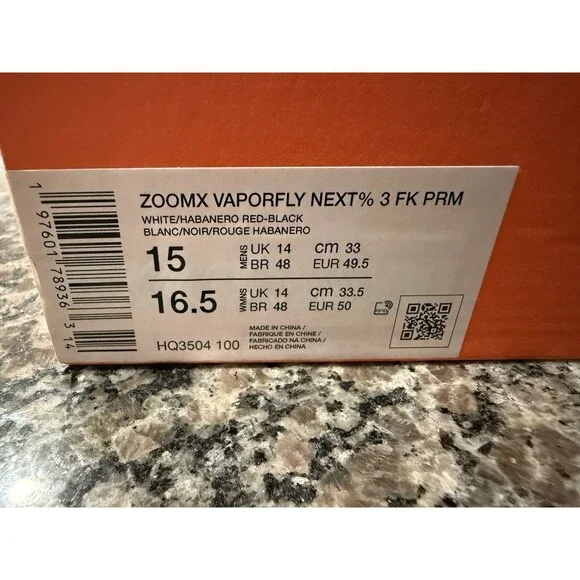 ZOOMX VAPORFLY NEXT% 3 FK PRM
WHITE/HABANERO RED-BLACK
BLANC/NOIR/ROUGE HABANERO
15 MENS UK 14 cm 33
BR 48 EUR 49.5
16.5 WMNS UK 14 cm 33.5
BR 48 EUR 50
HQ3504 100
MADE IN CHINA/
FABRIQUE EN CHINE /
FABRICADO NA CHINA /
HECHO EN CHINA
1 97601 78936 3 14